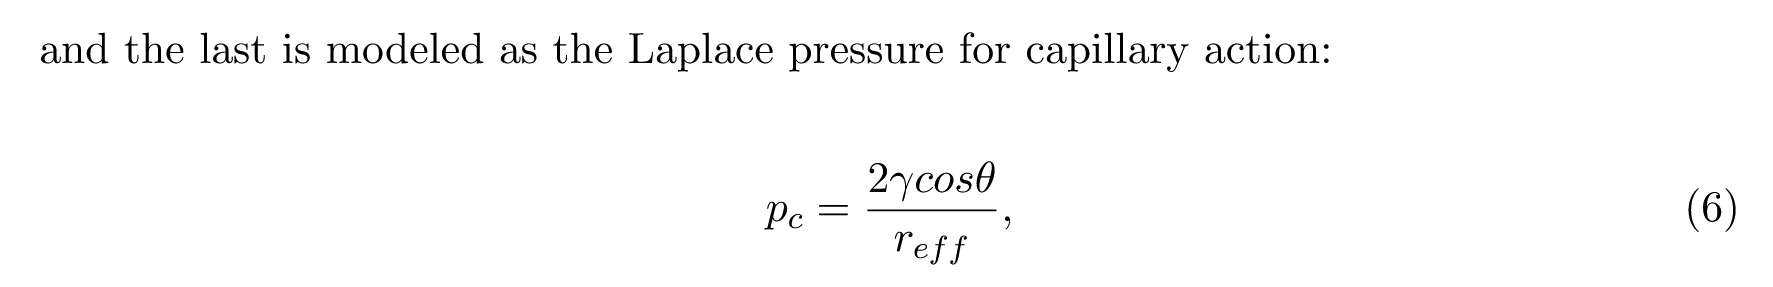 and the last is modeled as the Laplace pressure for capillary action:
p_c = \frac{2\gamma cos\theta}{r_{eff}}, (6)